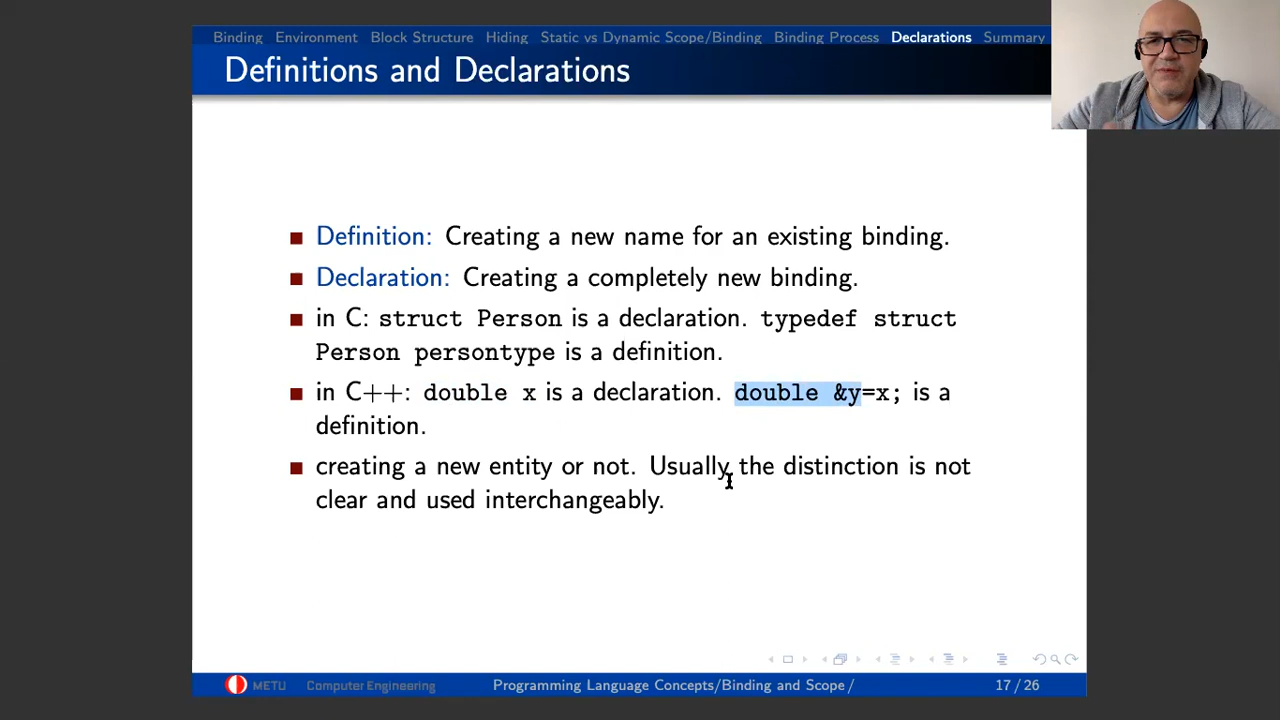 Binding Environment Block Structure Hiding Static vs Dynamic Scope/Binding Binding Process Declarations Summary
Definitions and Declarations
Definition: Creating a new name for an existing binding.
Declaration: Creating a completely new binding.
in C: struct Person is a declaration. typedef struct
Person persontype is a definition.
in C++: double x is a declaration. double &y=x; is a
definition.
creating a new entity or not. Usually the distinction is not
clear and used interchangeably.
METU Computer Engineering Programming Language Concepts/Binding and Scope / 17 / 26